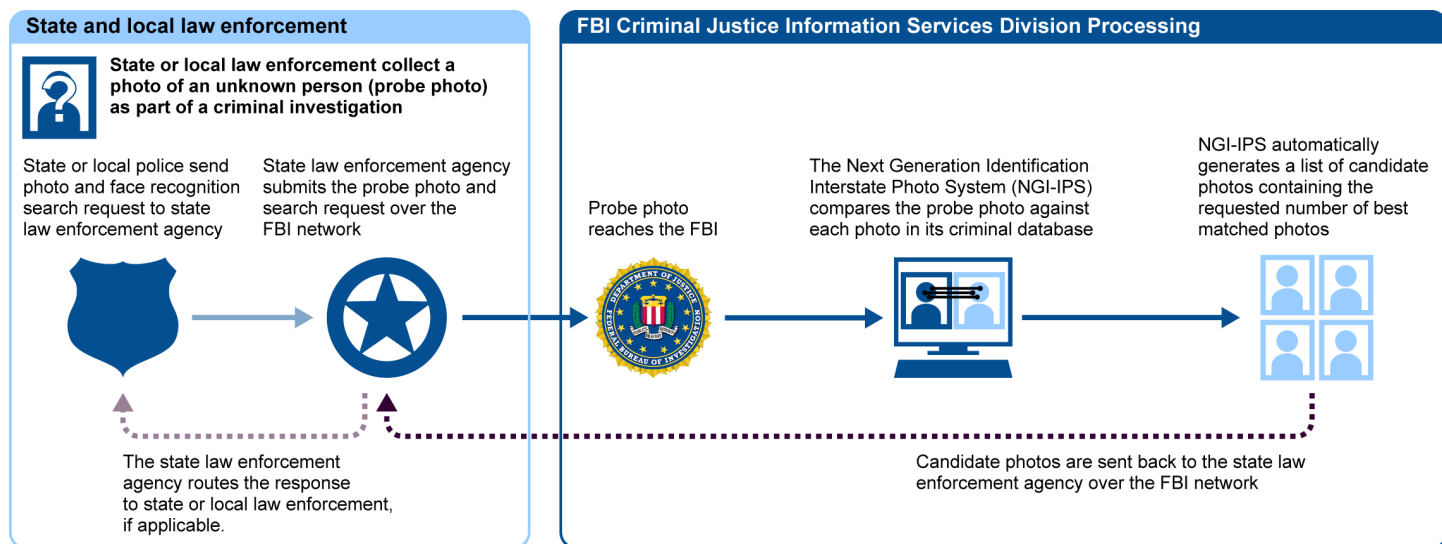 State and local law enforcement
State or local law enforcement collect a
photo of an unknown person (probe photo)
as part of a criminal investigation
State or local police send
photo and face recognition
search request to state
law enforcement agency
State law enforcement agency
submits the probe photo and
search request over the
FBI network
The state law enforcement
agency routes the response
to state or local law enforcement,
if applicable.
FBI Criminal Justice Information Services Division Processing
Probe photo
reaches the FBI
DEPARTMENT OF JUSTICE
FEDERAL BUREAU OF INVESTIGATION
The Next Generation Identification
Interstate Photo System (NGI-IPS)
compares the probe photo against
each photo in its criminal database
NGI-IPS automatically
generates a list of candidate
photos containing the
requested number of best
matched photos
Candidate photos are sent back to the state law
enforcement agency over the FBI network